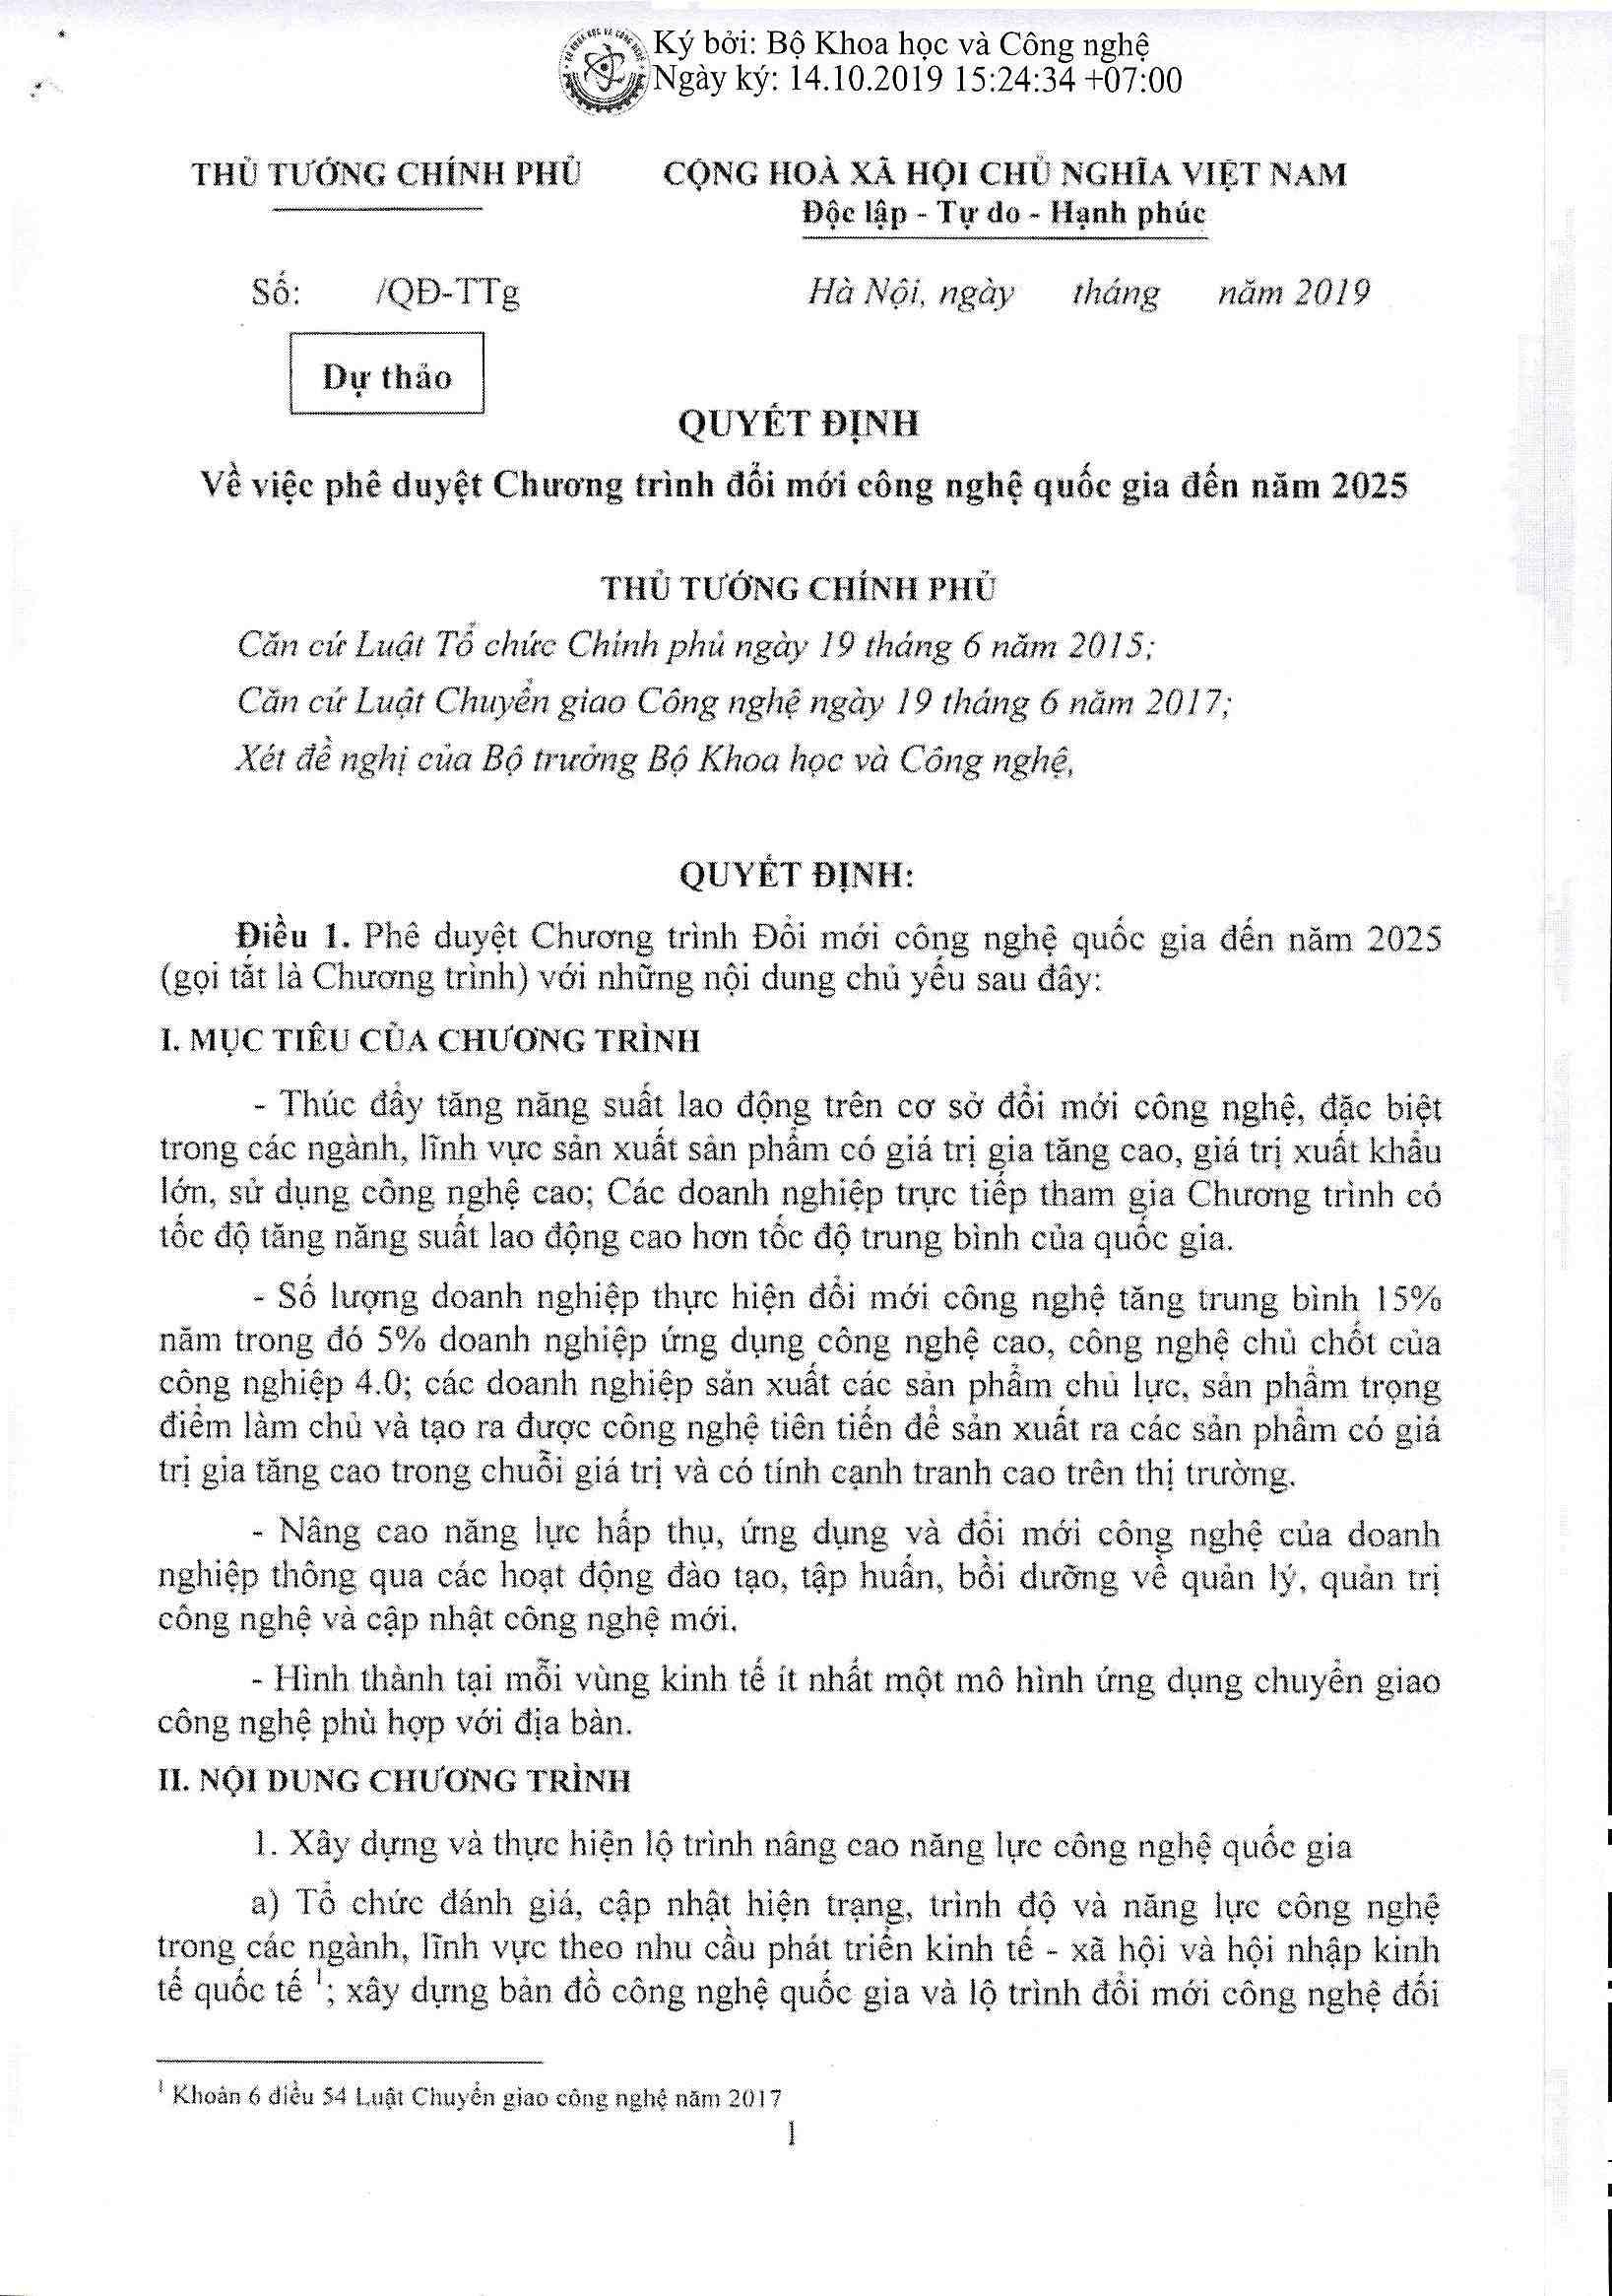 Ký bởi: Bộ Khoa học và Công nghệ
Ngày ký: 14.10.2019 15:24:34 +07:00
THỦ TƯỚNG CHÍNH PHỦ
CỘNG HOÀ XÃ HỘI CHỦ NGHĨA VIỆT NAM
Độc lập - Tự do - Hạnh phúc
Số: /QĐ-TTg
Hà Nội, ngày tháng năm 2019
Dự thảo
QUYẾT ĐỊNH
Về việc phê duyệt Chương trình đổi mới công nghệ quốc gia đến năm 2025
THỦ TƯỚNG CHÍNH PHỦ
Căn cứ Luật Tổ chức Chính phủ ngày 19 tháng 6 năm 2015;
Căn cứ Luật Chuyển giao Công nghệ ngày 19 tháng 6 năm 2017;
Xét đề nghị của Bộ trưởng Bộ Khoa học và Công nghệ,
QUYẾT ĐỊNH:
Điều 1. Phê duyệt Chương trình Đổi mới công nghệ quốc gia đến năm 2025
(gọi tắt là Chương trình) với những nội dung chủ yếu sau đây:
I. MỤC TIÊU CỦA CHƯƠNG TRÌNH
- Thúc đẩy tăng năng suất lao động trên cơ sở đổi mới công nghệ, đặc biệt
trong các ngành, lĩnh vực sản xuất sản phẩm có giá trị gia tăng cao, giá trị xuất khẩu
lớn, sử dụng công nghệ cao; Các doanh nghiệp trực tiếp tham gia Chương trình có
tốc độ tăng năng suất lao động cao hơn tốc độ trung bình của quốc gia.
- Số lượng doanh nghiệp thực hiện đổi mới công nghệ tăng trung bình 15%
năm trong đó 5% doanh nghiệp ứng dụng công nghệ cao, công nghệ chủ chốt của
công nghiệp 4.0; các doanh nghiệp sản xuất các sản phẩm chủ lực, sản phẩm trọng
điểm làm chủ và tạo ra được công nghệ tiên tiến để sản xuất ra các sản phẩm có giá
trị gia tăng cao trong chuỗi giá trị và có tính cạnh tranh cao trên thị trường.
- Nâng cao năng lực hấp thụ, ứng dụng và đổi mới công nghệ của doanh
nghiệp thông qua các hoạt động đào tạo, tập huấn, bồi dưỡng về quản lý, quản trị
công nghệ và cập nhật công nghệ mới.
- Hình thành tại mỗi vùng kinh tế ít nhất một mô hình ứng dụng chuyển giao
công nghệ phù hợp với địa bàn.
II. NỘI DUNG CHƯƠNG TRÌNH
1. Xây dựng và thực hiện lộ trình nâng cao năng lực công nghệ quốc gia
a) Tổ chức đánh giá, cập nhật hiện trạng, trình độ và năng lực công nghệ
trong các ngành, lĩnh vực theo nhu cầu phát triển kinh tế - xã hội và hội nhập kinh
tế quốc tế 1; xây dựng bản đồ công nghệ quốc gia và lộ trình đổi mới công nghệ đối
1 Khoản 6 điều 54 Luật Chuyển giao công nghệ năm 2017
1